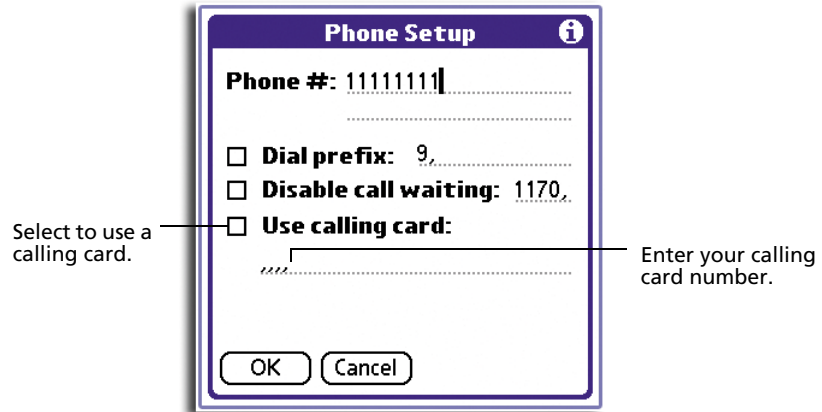 Phone Setup
Phone #: 11111111
Dial prefix: 9,
Disable call waiting: 1170,
Use calling card:
,,,,
Select to use a
calling card.
Enter your calling
card number.
OK Cancel